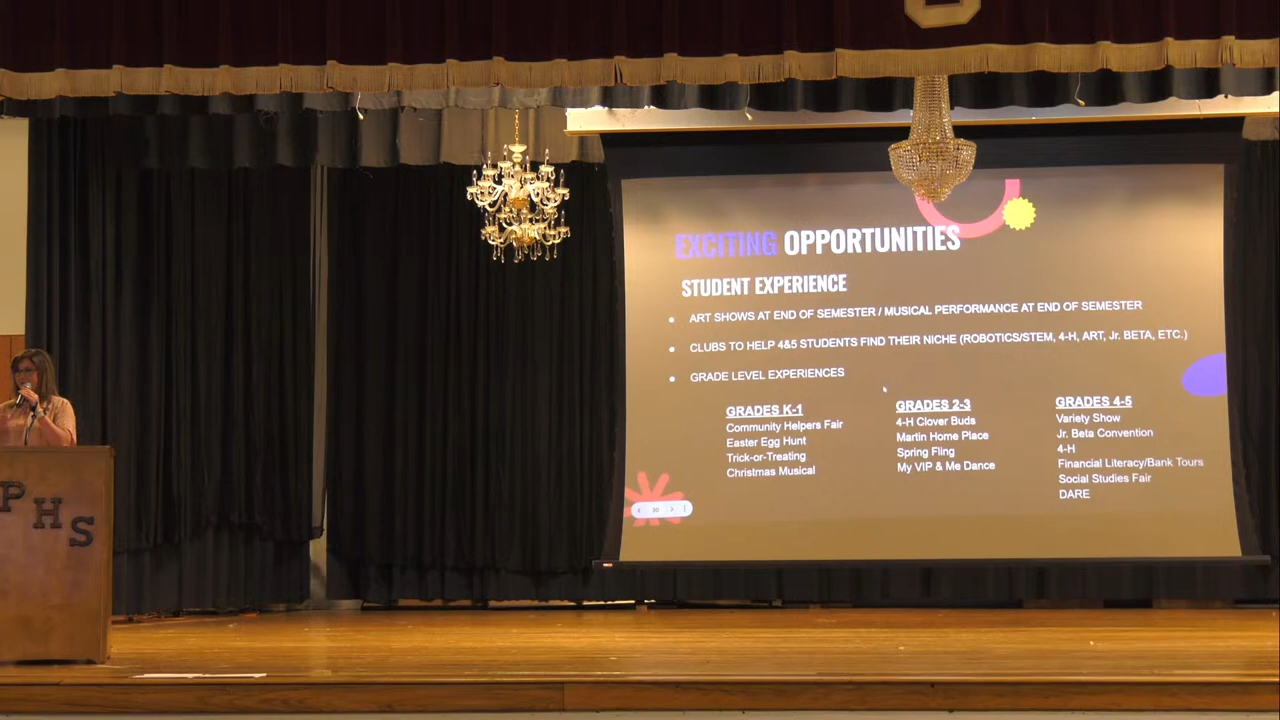 EXCITING OPPORTUNITIES
STUDENT EXPERIENCE
ART SHOWS AT END OF SEMESTER / MUSICAL PERFORMANCE AT END OF SEMESTER
CLUBS TO HELP 4&5 STUDENTS FIND THEIR NICHE (ROBOTICS/STEM, 4-H, ART, Jr. BETA, ETC.)
GRADE LEVEL EXPERIENCES
GRADES K-1
Community Helpers Fair
Easter Egg Hunt
Trick-or-Treating
Christmas Musical
GRADES 2-3
4-H Clover Buds
Martin Home Place
Spring Fling
My VIP & Me Dance
GRADES 4-5
Variety Show
Jr. Beta Convention
4-H
Financial Literacy/Bank Tours
Social Studies Fair
DARE
30
PHS